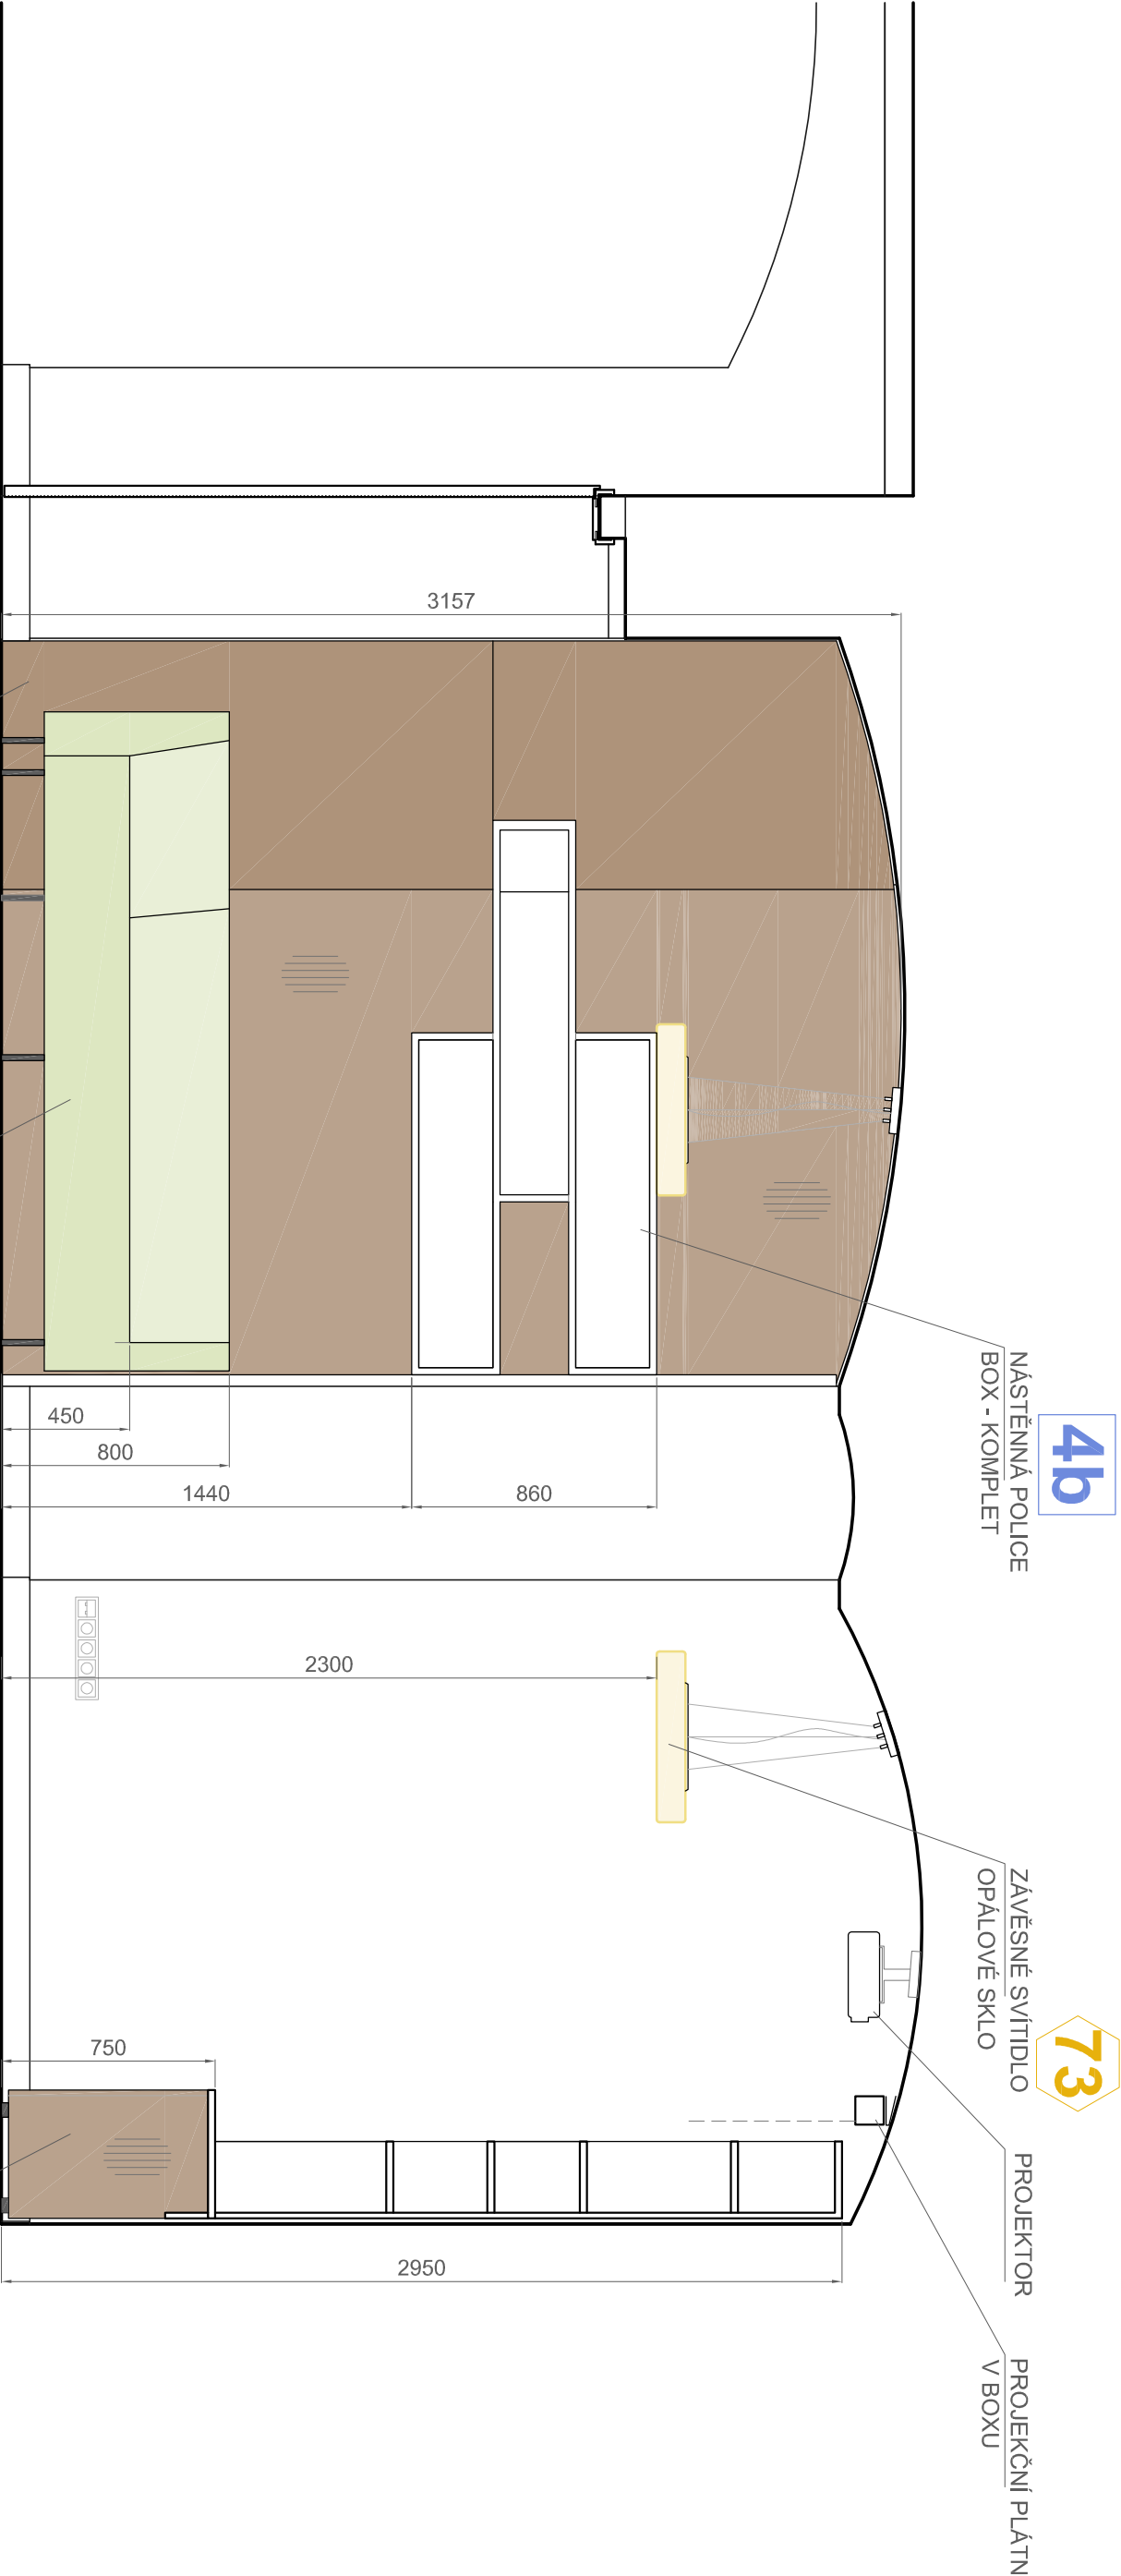 4b
NÁSTĚNNÁ POLICE
BOX - KOMPLET
73
ZÁVĚSNÉ SVÍTIDLO
OPÁLOVÉ SKLO
PROJEKTOR
PROJEKČNÍ PLÁTN
V BOXU
3157
450
800
1440
860
2300
750
2950